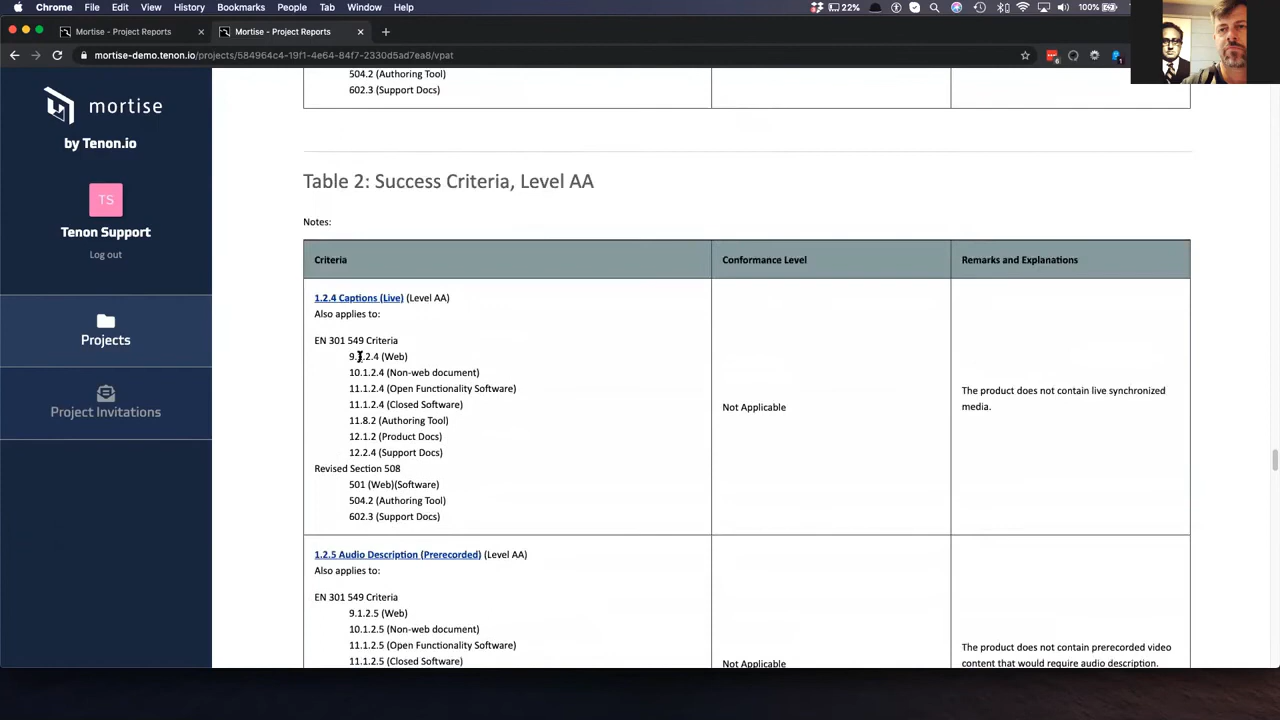 Chrome File Edit View History Bookmarks People Tab Window Help
22%
100%
Mortise - Project Reports
Mortise - Project Reports
mortise-demo.tenon.io/projects/584964c4-19f1-4e64-84f7-2330d5ad7ea8/vpat
mortise
by Tenon.io
TS
Tenon Support
Log out
Projects
Project Invitations
504.2 (Authoring Tool)
602.3 (Support Docs)
Table 2: Success Criteria, Level AA
Notes:
Criteria
Conformance Level
Remarks and Explanations
1.2.4 Captions (Live) (Level AA)
Also applies to:
EN 301 549 Criteria
9.1.2.4 (Web)
10.1.2.4 (Non-web document)
11.1.2.4 (Open Functionality Software)
11.1.2.4 (Closed Software)
11.8.2 (Authoring Tool)
12.1.2 (Product Docs)
12.2.4 (Support Docs)
Revised Section 508
501 (Web)(Software)
504.2 (Authoring Tool)
602.3 (Support Docs)
Not Applicable
The product does not contain live synchronized
media.
1.2.5 Audio Description (Prerecorded) (Level AA)
Also applies to:
EN 301 549 Criteria
9.1.2.5 (Web)
10.1.2.5 (Non-web document)
11.1.2.5 (Open Functionality Software)
11.1.2.5 (Closed Software)
Not Applicable
The product does not contain prerecorded video
content that would require audio description.